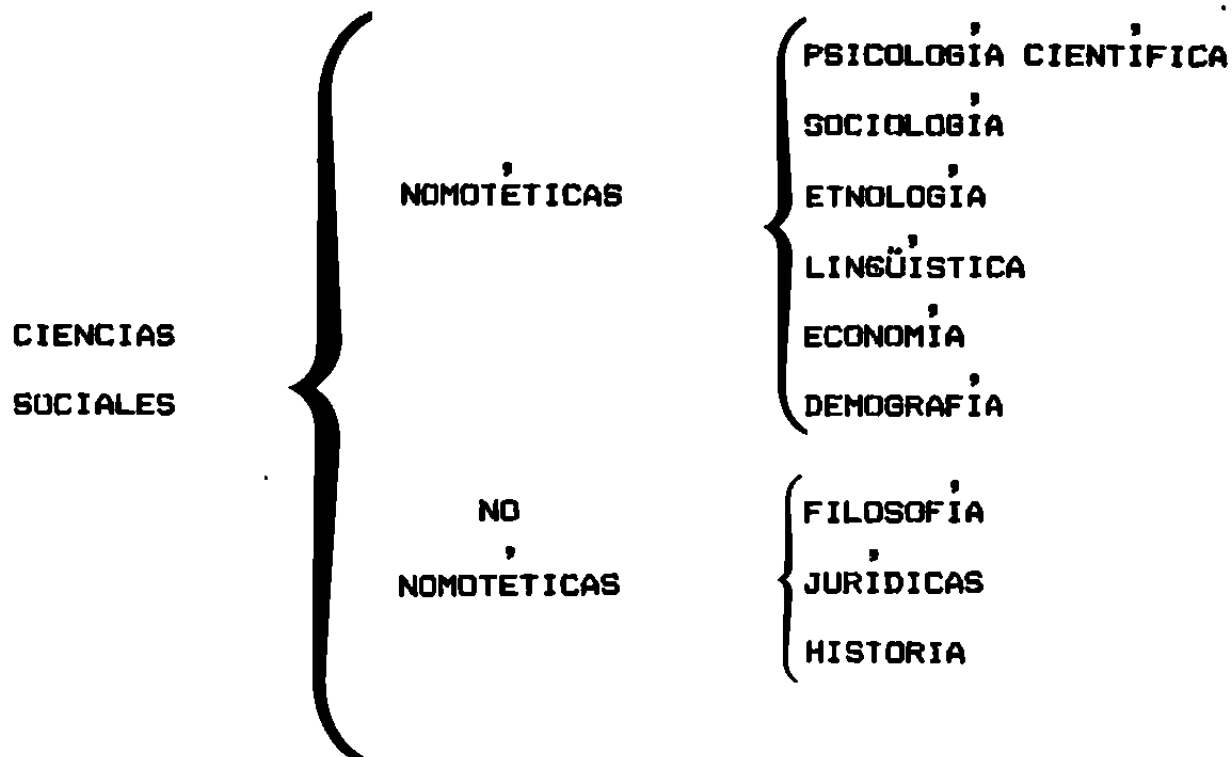 CIENCIAS
SOCIALES
NOMOTÉTICAS
PSICOLOGÍA CIENTÍFICA
SOCIOLOGÍA
ETNOLOGÍA
LINGÜÍSTICA
ECONOMÍA
DEMOGRAFÍA
NO
NOMOTÉTICAS
FILOSOFÍA
JURÍDICAS
HISTORIA